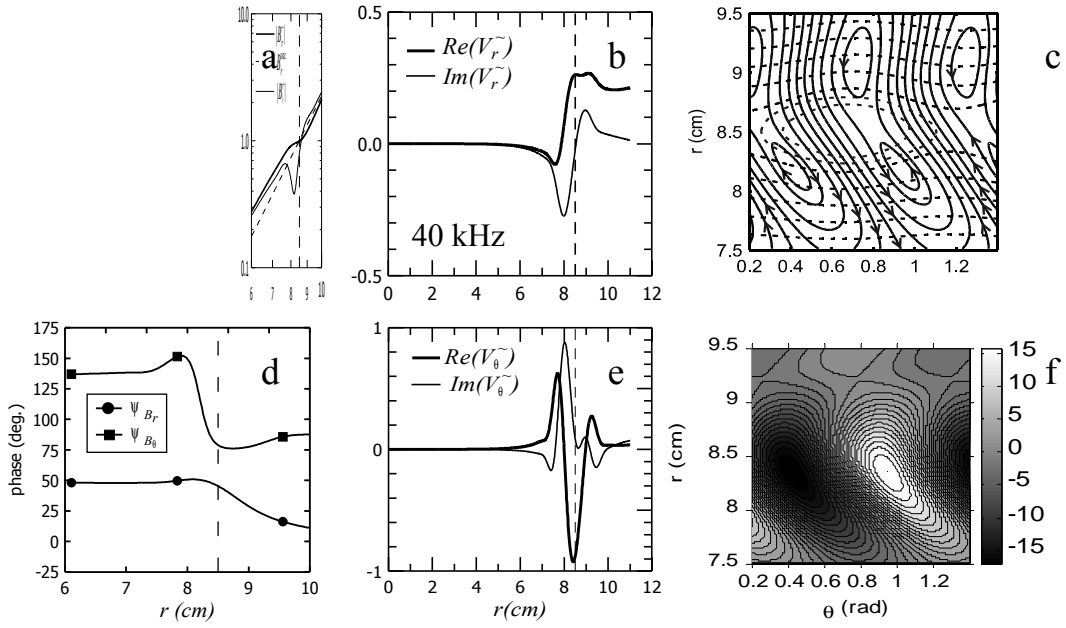 10.0
1.0
0.1
6 7 8 9 10
a
|B_r|
0.5
0.0
-0.5
0 2 4 6 8 10 12
Re(V_r^~)
Im(V_r^~)
b
40 kHz
9.5
9
8.5
8
7.5
r (cm)
0.2 0.4 0.6 0.8 1 1.2
c
175
150
125
100
75
50
25
0
-25
phase (deg.)
ψ_{B_r}
ψ_{B_θ}
d
6 7 8 9 10
r (cm)
1
0
-1
Re(V_θ^~)
Im(V_θ^~)
e
0 2 4 6 8 10 12
r (cm)
9.5
9
8.5
8
7.5
r (cm)
0.2 0.4 0.6 0.8 1 1.2
θ (rad)
15
10
5
0
-5
-10
-15
f